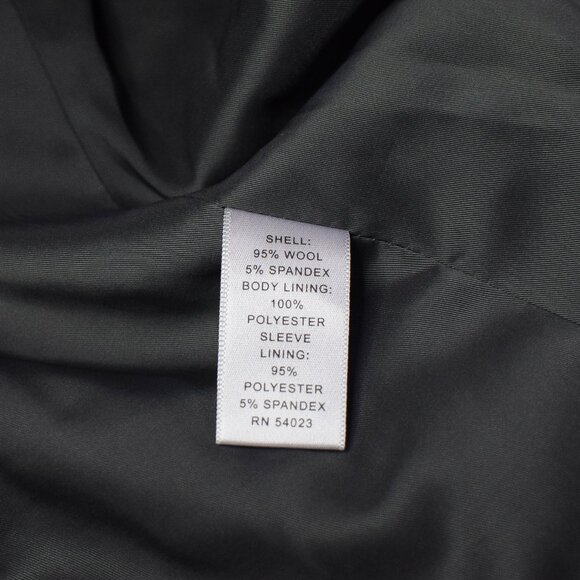 SHELL:
95% WOOL
5% SPANDEX
BODY LINING:
100%
POLYESTER
SLEEVE
LINING:
95%
POLYESTER
5% SPANDEX
RN 54023